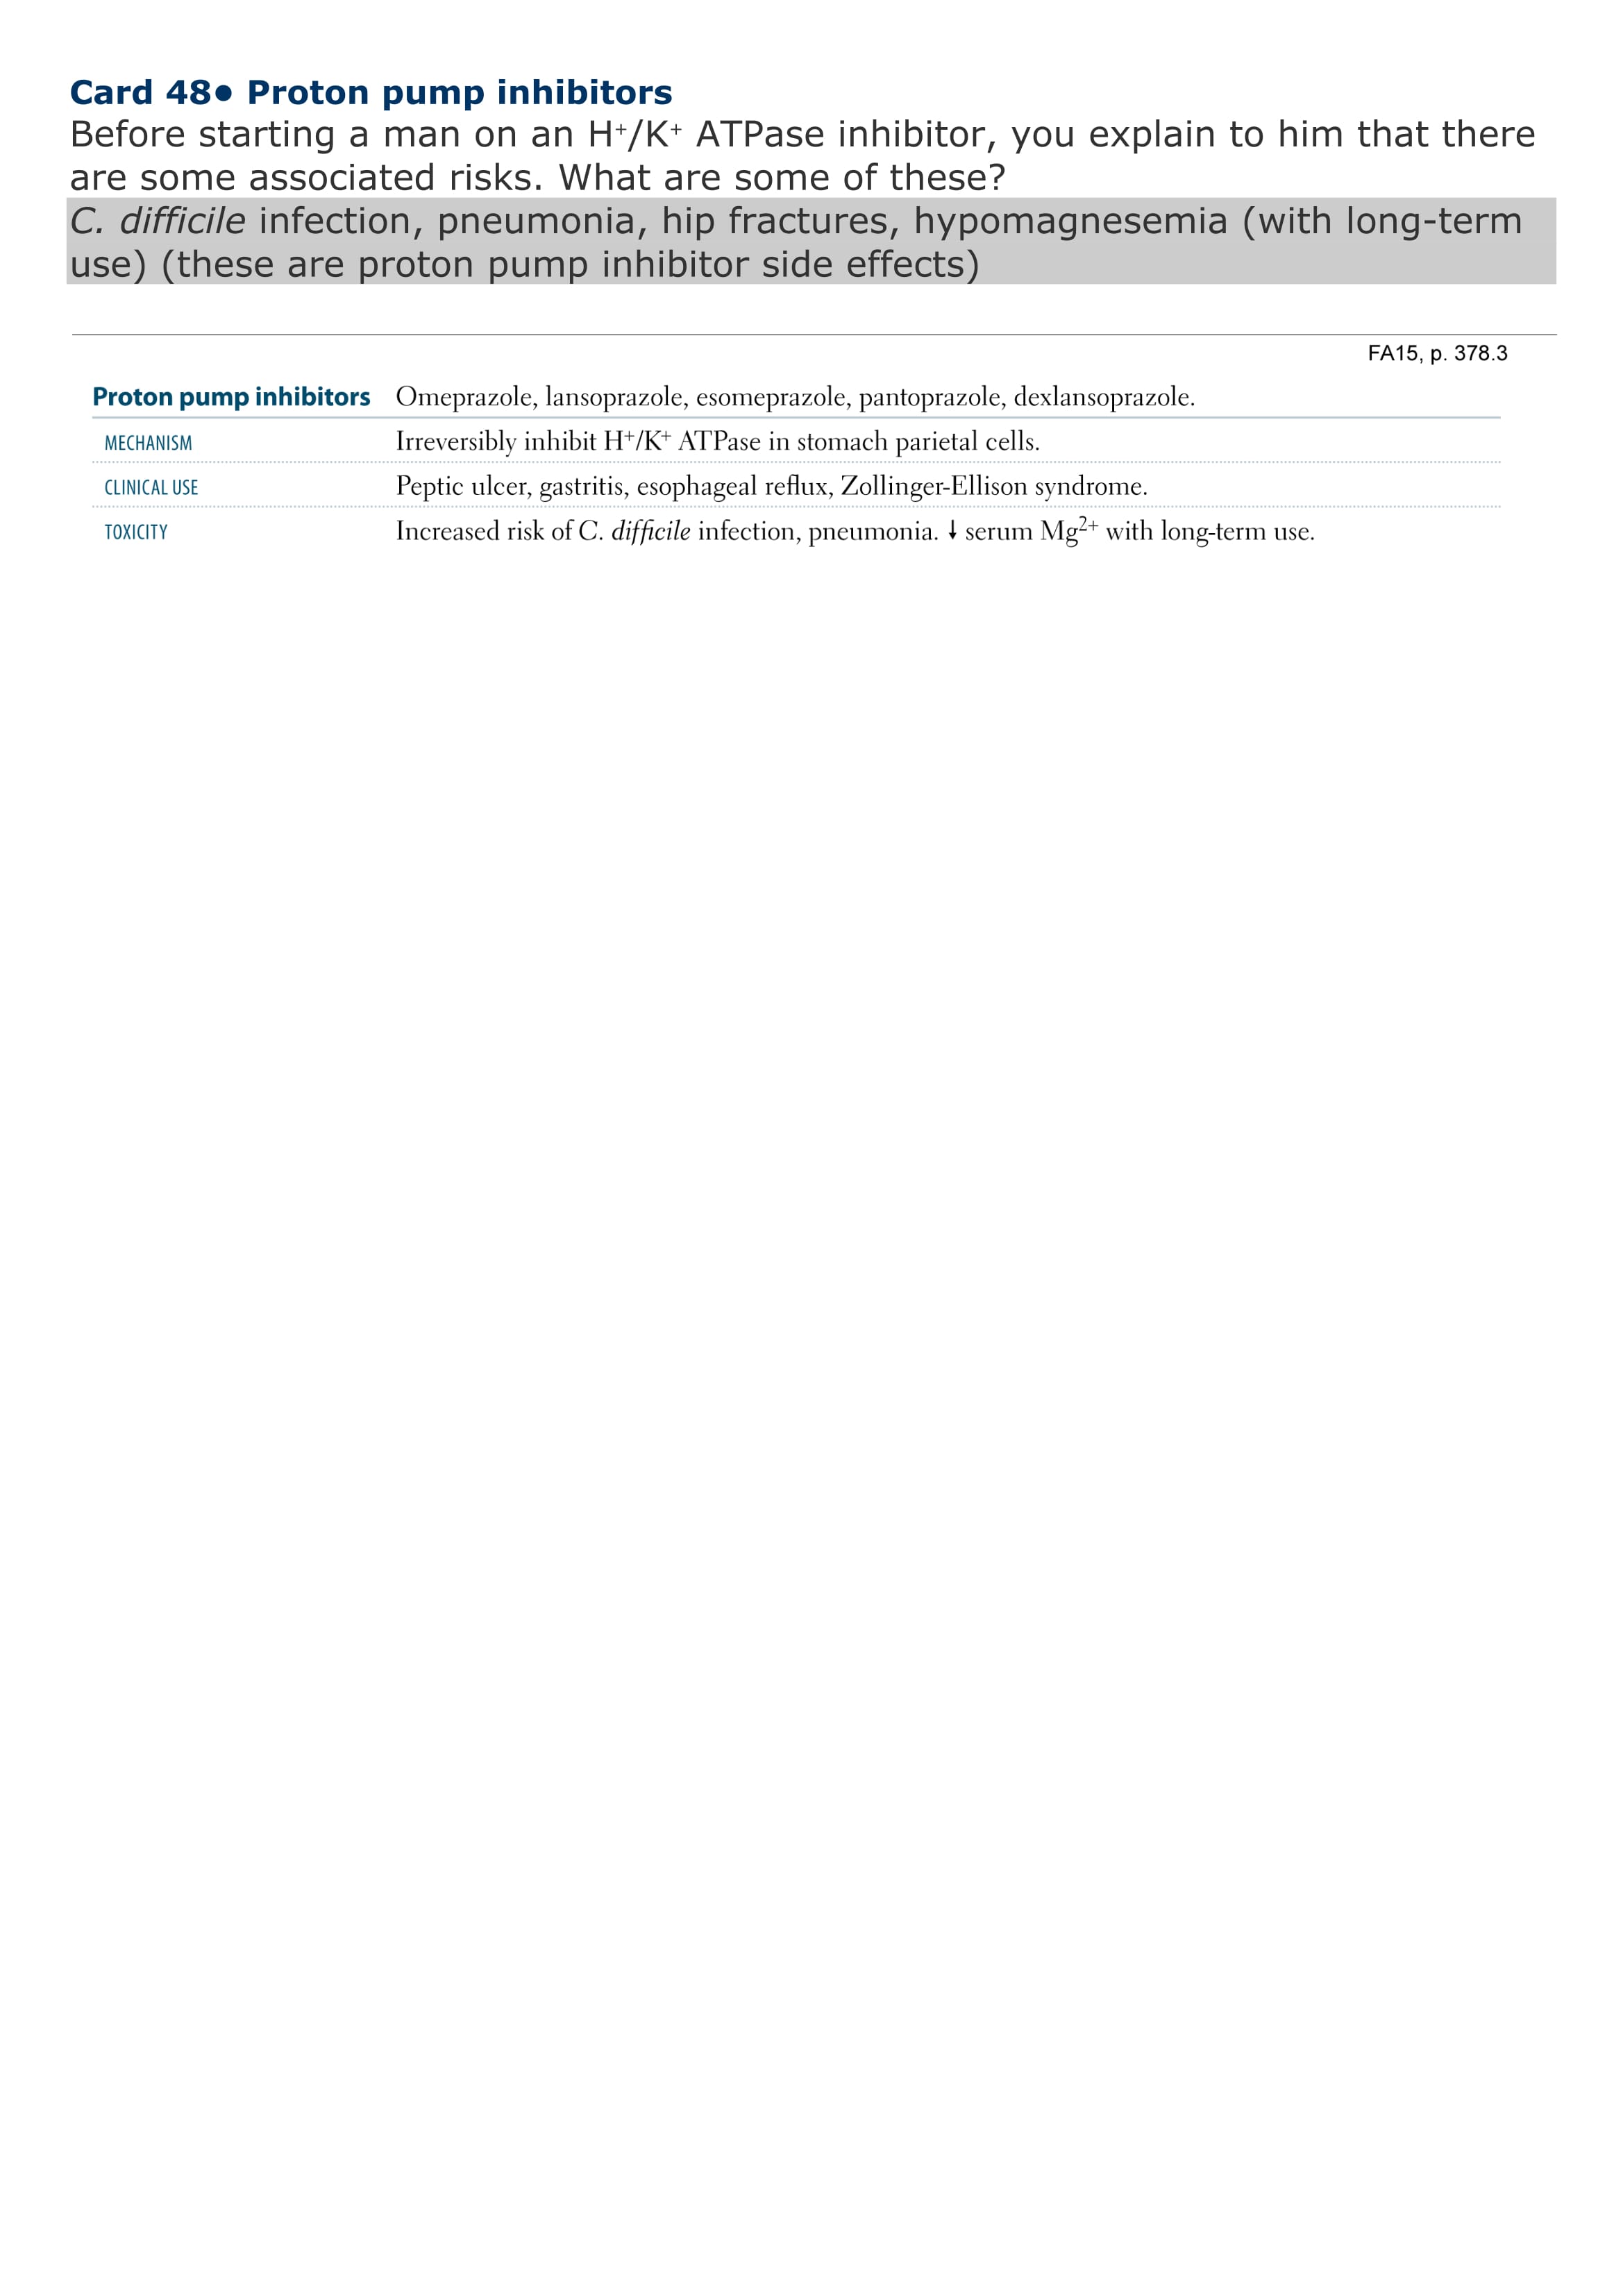 Card 48● Proton pump inhibitors
Before starting a man on an H⁺/K⁺ ATPase inhibitor, you explain to him that there
are some associated risks. What are some of these?
C. difficile infection, pneumonia, hip fractures, hypomagnesemia (with long-term
use) (these are proton pump inhibitor side effects)
FA15, p. 378.3
Proton pump inhibitors Omeprazole, lansoprazole, esomeprazole, pantoprazole, dexlansoprazole.
MECHANISM Irreversibly inhibit H⁺/K⁺ ATPase in stomach parietal cells.
CLINICAL USE Peptic ulcer, gastritis, esophageal reflux, Zollinger-Ellison syndrome.
TOXICITY Increased risk of C. difficile infection, pneumonia. ↓ serum Mg²⁺ with long-term use.